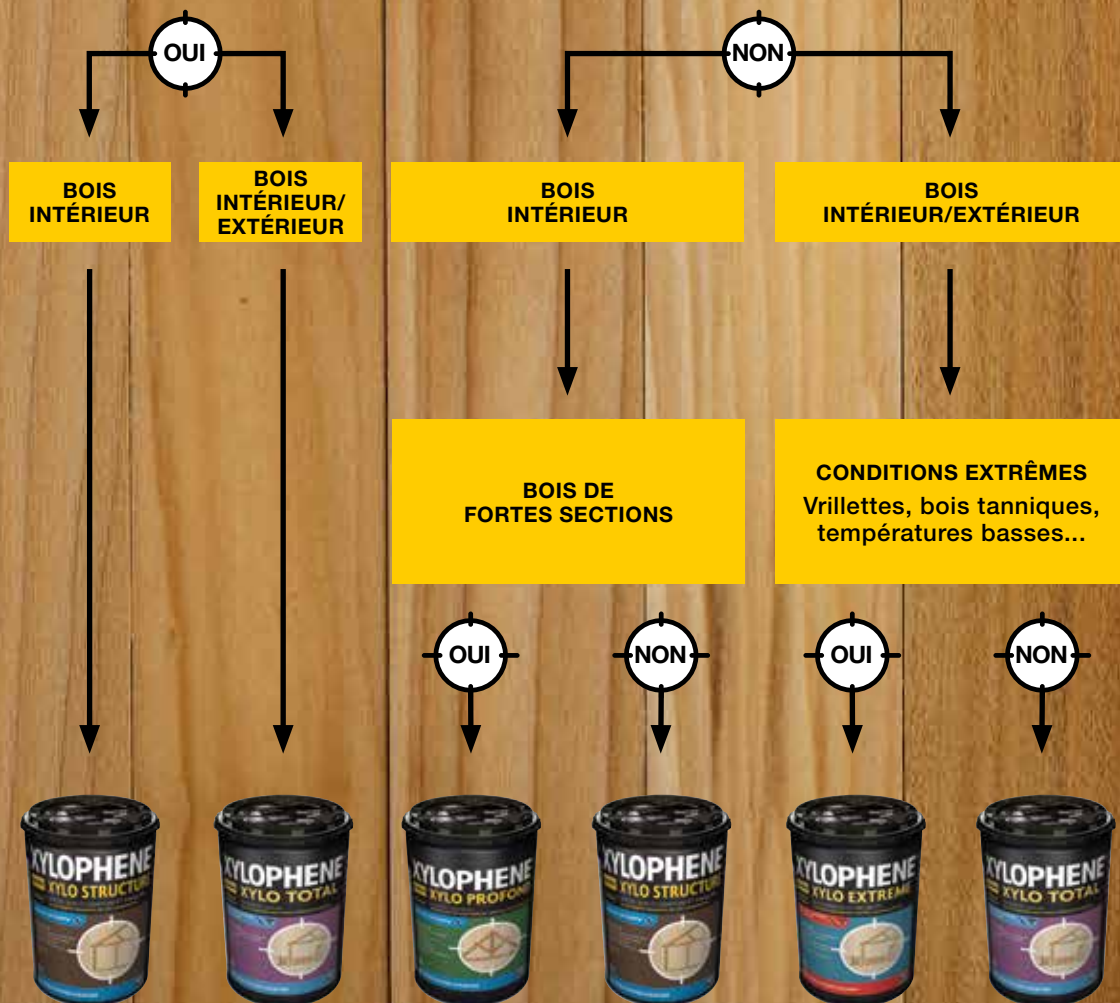 OUI
NON
BOIS
INTÉRIEUR
BOIS
INTÉRIEUR/
EXTÉRIEUR
BOIS
INTÉRIEUR
BOIS
INTÉRIEUR/EXTÉRIEUR
BOIS DE
FORTES SECTIONS
CONDITIONS EXTRÊMES
Vrillettes, bois tanniques,
températures basses...
OUI
NON
OUI
NON
XYLOPHENE
XYLO STRUCTURE
XYLOPHENE
XYLO TOTAL
XYLOPHENE
XYLO PROFOND
XYLOPHENE
XYLO STRUCTURE
XYLOPHENE
XYLO EXTREME
XYLOPHENE
XYLO TOTAL